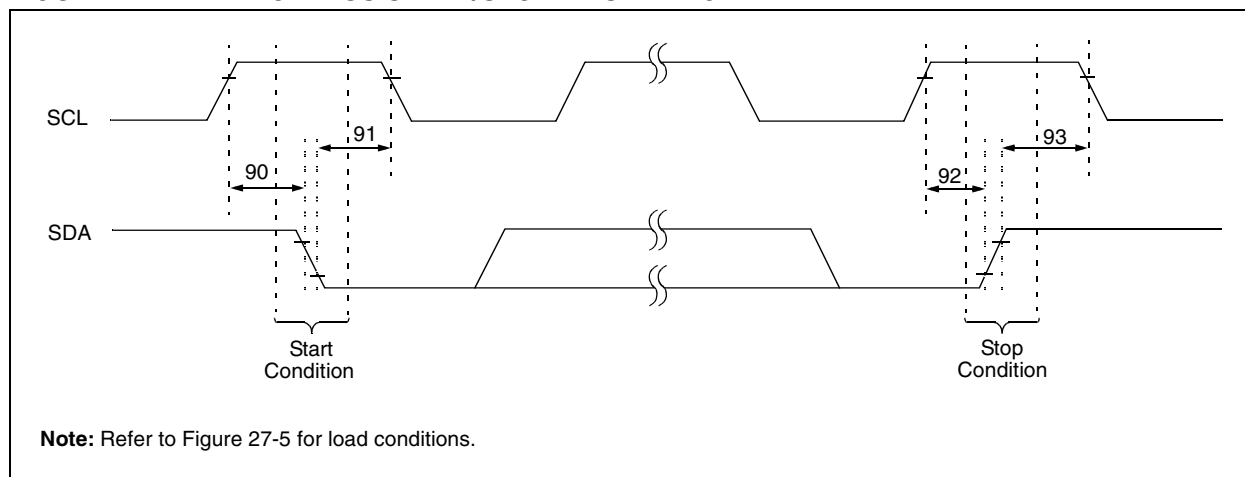 SCL
91
93
90
92
SDA
Start
Condition
Stop
Condition
Note: Refer to Figure 27-5 for load conditions.